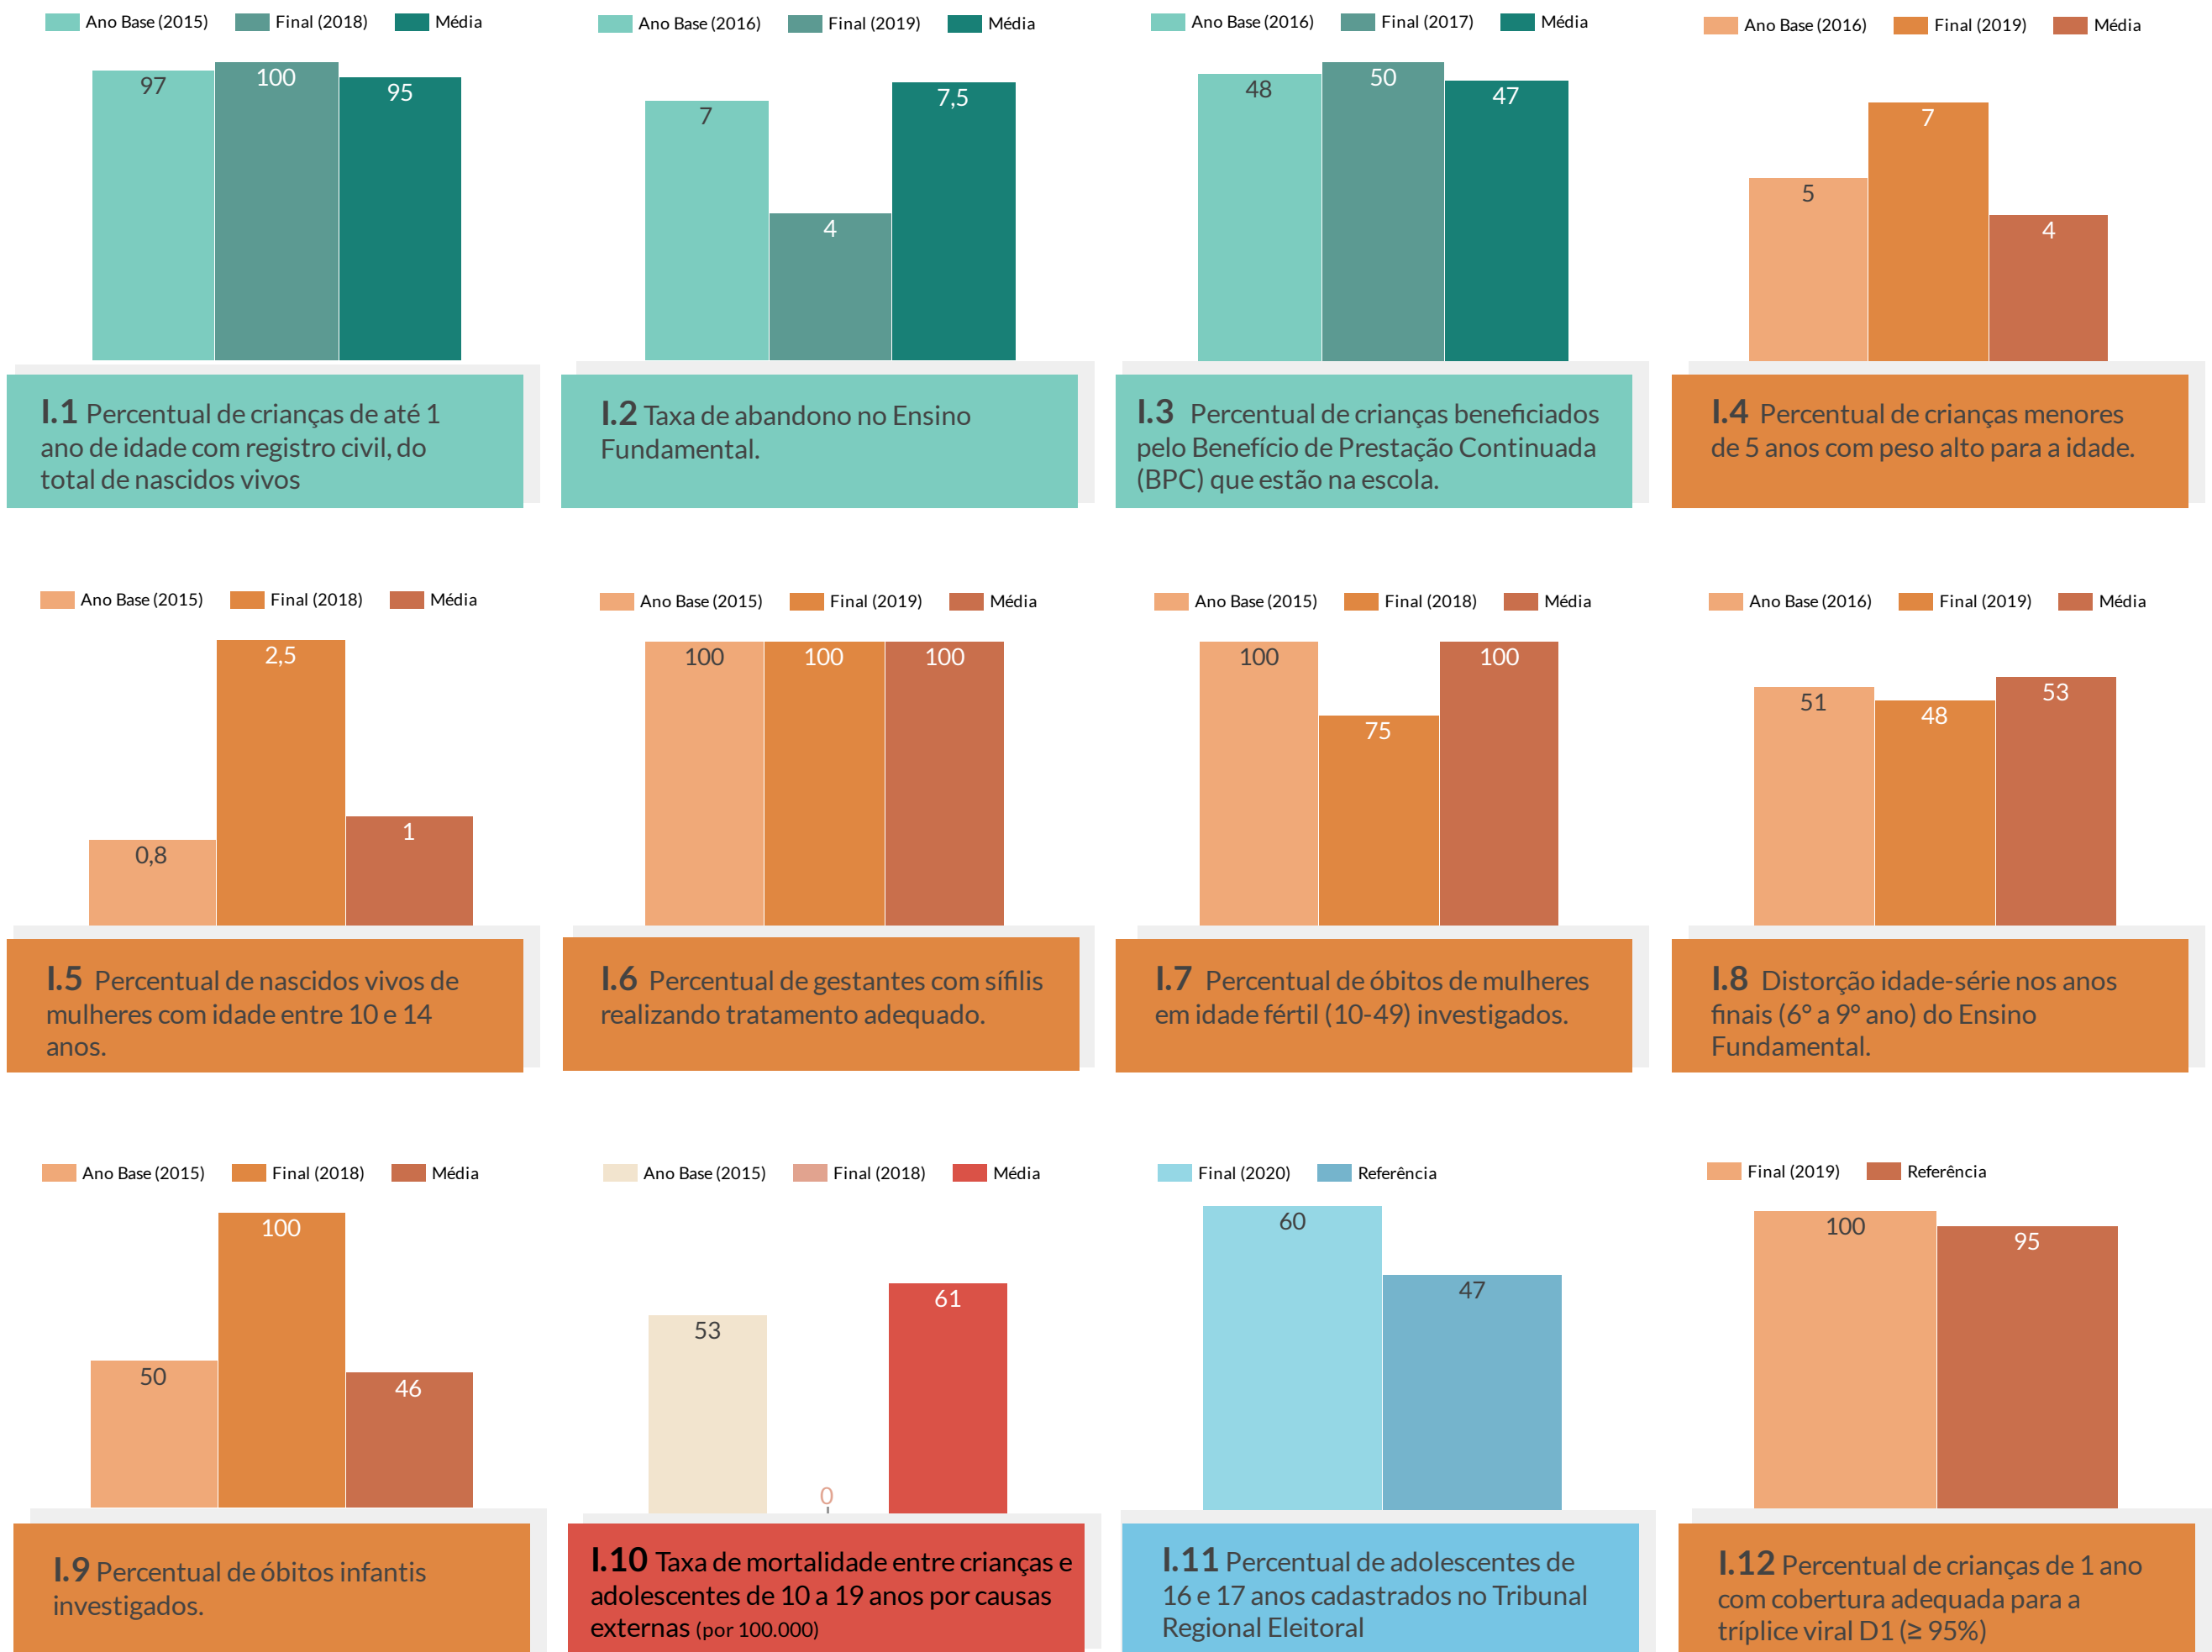 Ano Base (2015) Final (2018) Média
97 100 95
I.1 Percentual de crianças de até 1
ano de idade com registro civil, do
total de nascidos vivos
Ano Base (2016) Final (2019) Média
7 4 7,5
I.2 Taxa de abandono no Ensino
Fundamental.
Ano Base (2016) Final (2017) Média
48 50 47
I.3 Percentual de crianças beneficiados
pelo Benefício de Prestação Continuada
(BPC) que estão na escola.
Ano Base (2016) Final (2019) Média
5 7 4
I.4 Percentual de crianças menores
de 5 anos com peso alto para a idade.
Ano Base (2015) Final (2018) Média
0,8 2,5 1
I.5 Percentual de nascidos vivos de
mulheres com idade entre 10 e 14
anos.
Ano Base (2015) Final (2019) Média
100 100 100
I.6 Percentual de gestantes com sífilis
realizando tratamento adequado.
Ano Base (2015) Final (2018) Média
100 75 100
I.7 Percentual de óbitos de mulheres
em idade fértil (10-49) investigados.
Ano Base (2016) Final (2019) Média
51 48 53
I.8 Distorção idade-série nos anos
finais (6º a 9º ano) do Ensino
Fundamental.
Ano Base (2015) Final (2018) Média
50 100 46
I.9 Percentual de óbitos infantis
investigados.
Ano Base (2015) Final (2018) Média
53 0 61
I.10 Taxa de mortalidade entre crianças e
adolescentes de 10 a 19 anos por causas
externas (por 100.000)
Final (2020) Referência
60 47
I.11 Percentual de adolescentes de
16 e 17 anos cadastrados no Tribunal
Regional Eleitoral
Final (2019) Referência
100 95
I.12 Percentual de crianças de 1 ano
com cobertura adequada para a
tríplice viral D1 (≥ 95%)